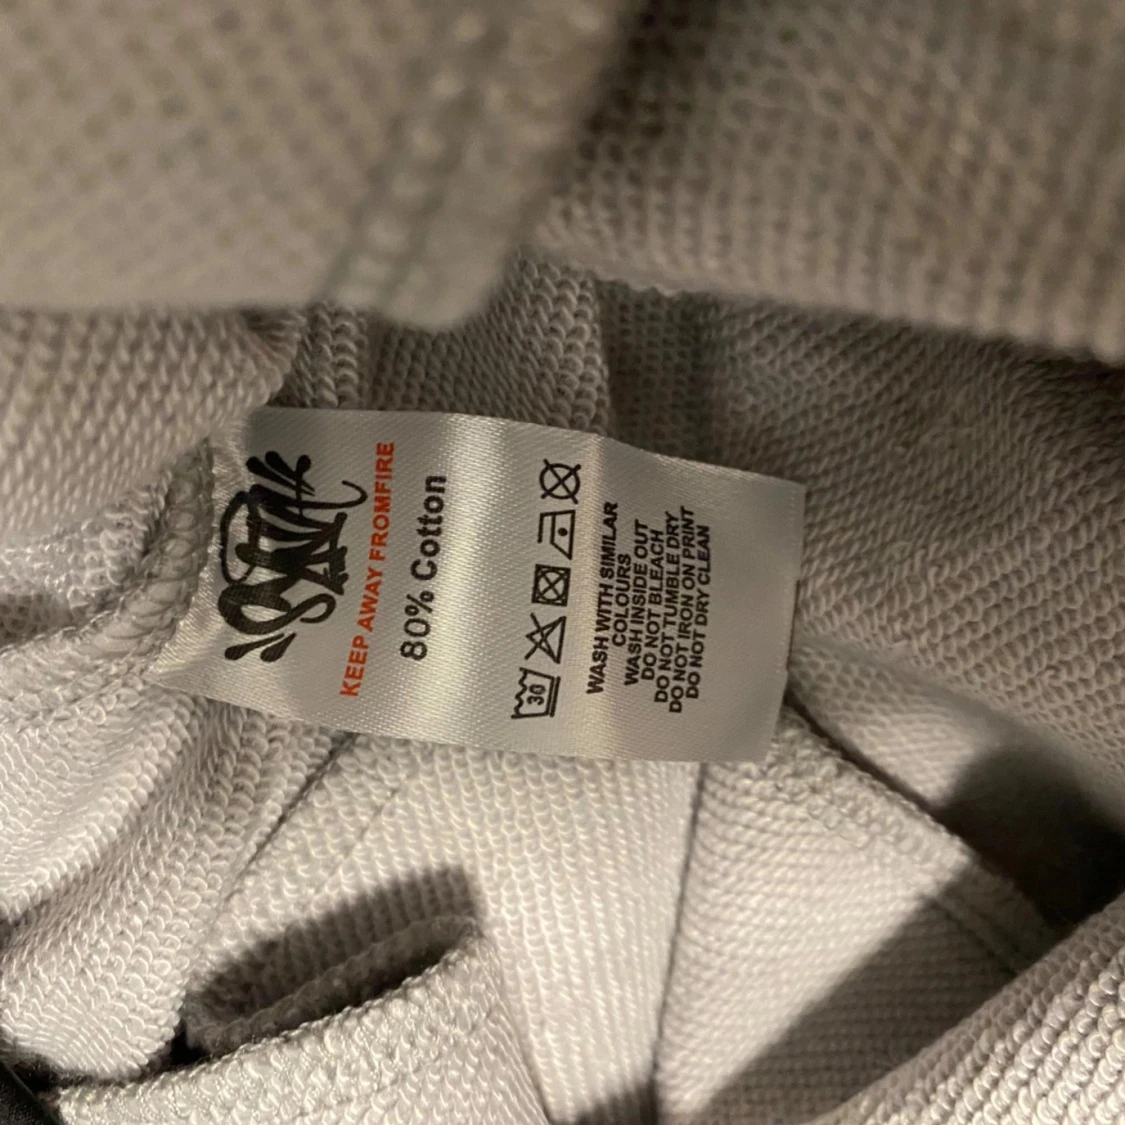 KEEP AWAY FROMFIRE
80% Cotton
30
WASH WITH SIMILAR
COLOURS
WASH INSIDE OUT
DO NOT BLEACH
DO NOT TUMBLE DRY
DO NOT IRON ON PRINT
DO NOT DRY CLEAN